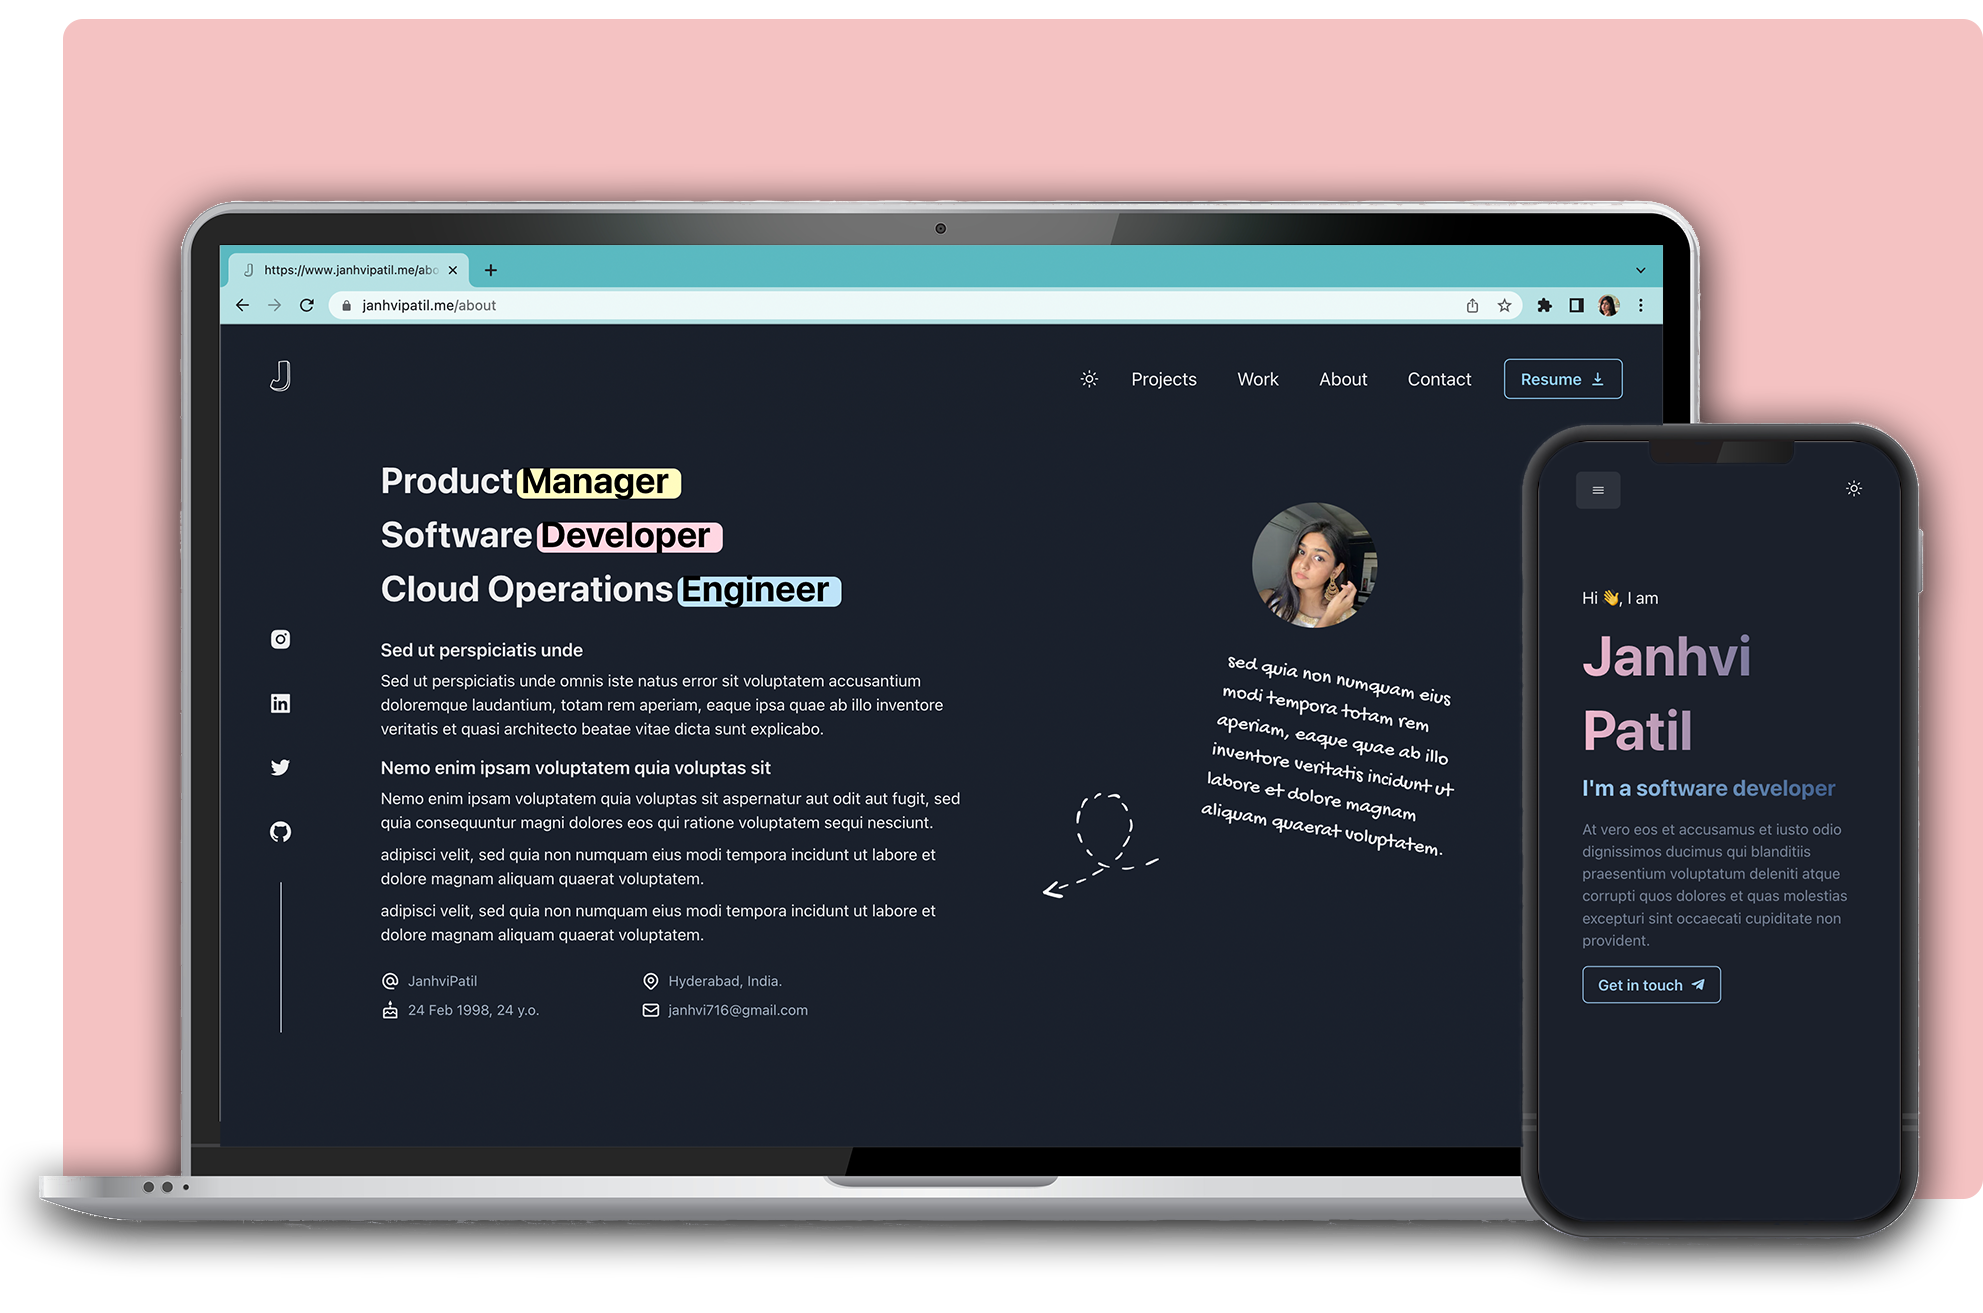 https://www.janhvipatil.me/abo
janhvipatil.me/about
J
Projects Work About Contact Resume
Product Manager
Software Developer
Cloud Operations Engineer
Sed ut perspiciatis unde
Sed ut perspiciatis unde omnis iste natus error sit voluptatem accusantium
doloremque laudantium, totam rem aperiam, eaque ipsa quae ab illo inventore
veritatis et quasi architecto beatae vitae dicta sunt explicabo.
Nemo enim ipsam voluptatem quia voluptas sit
Nemo enim ipsam voluptatem quia voluptas sit aspernatur aut odit aut fugit, sed
quia consequuntur magni dolores eos qui ratione voluptatem sequi nesciunt.
adipisci velit, sed quia non numquam eius modi tempora incidunt ut labore et
dolore magnam aliquam quaerat voluptatem.
adipisci velit, sed quia non numquam eius modi tempora incidunt ut labore et
dolore magnam aliquam quaerat voluptatem.
JanhviPatil
Hyderabad, India.
24 Feb 1998, 24 y.o.
janhvi716@gmail.com
sed quia non numquam eius
modi tempora totam rem
aperiam, eaque quae ab illo
inventore veritatis incidunt ut
labore et dolore magnam
aliquam quaerat voluptatem.
Hi 👋, I am
Janhvi
Patil
I'm a software developer
At vero eos et accusamus et iusto odio
dignissimos ducimus qui blanditiis
praesentium voluptatum deleniti atque
corrupti quos dolores et quas molestias
excepturi sint occaecati cupiditate non
provident.
Get in touch